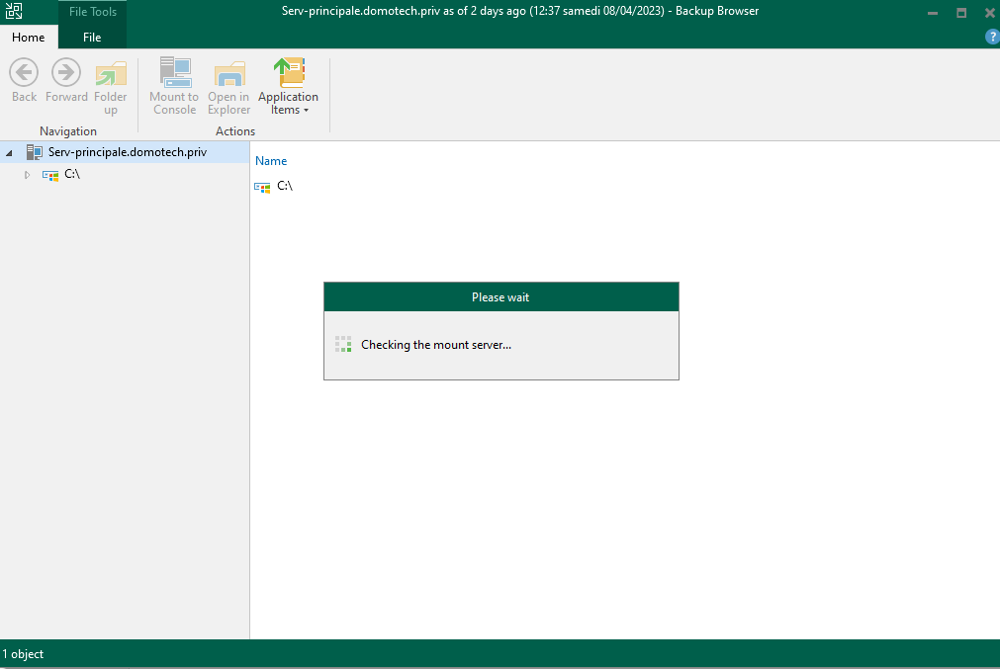 File Tools
Serv-principale.domotech.priv as of 2 days ago (12:37 samedi 08/04/2023) - Backup Browser
Home
File
?
Back
Forward
Folder up
Mount to Console
Open in Explorer
Application Items
Navigation
Actions
Serv-principale.domotech.priv
C:\
Name
C:\
Please wait
Checking the mount server...
1 object